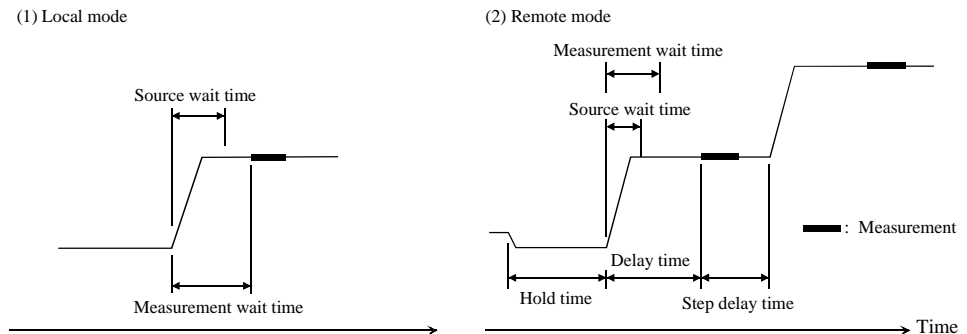 (1) Local mode
Source wait time
Measurement wait time
(2) Remote mode
Measurement wait time
Source wait time
: Measurement
Delay time
Hold time
Step delay time
Time